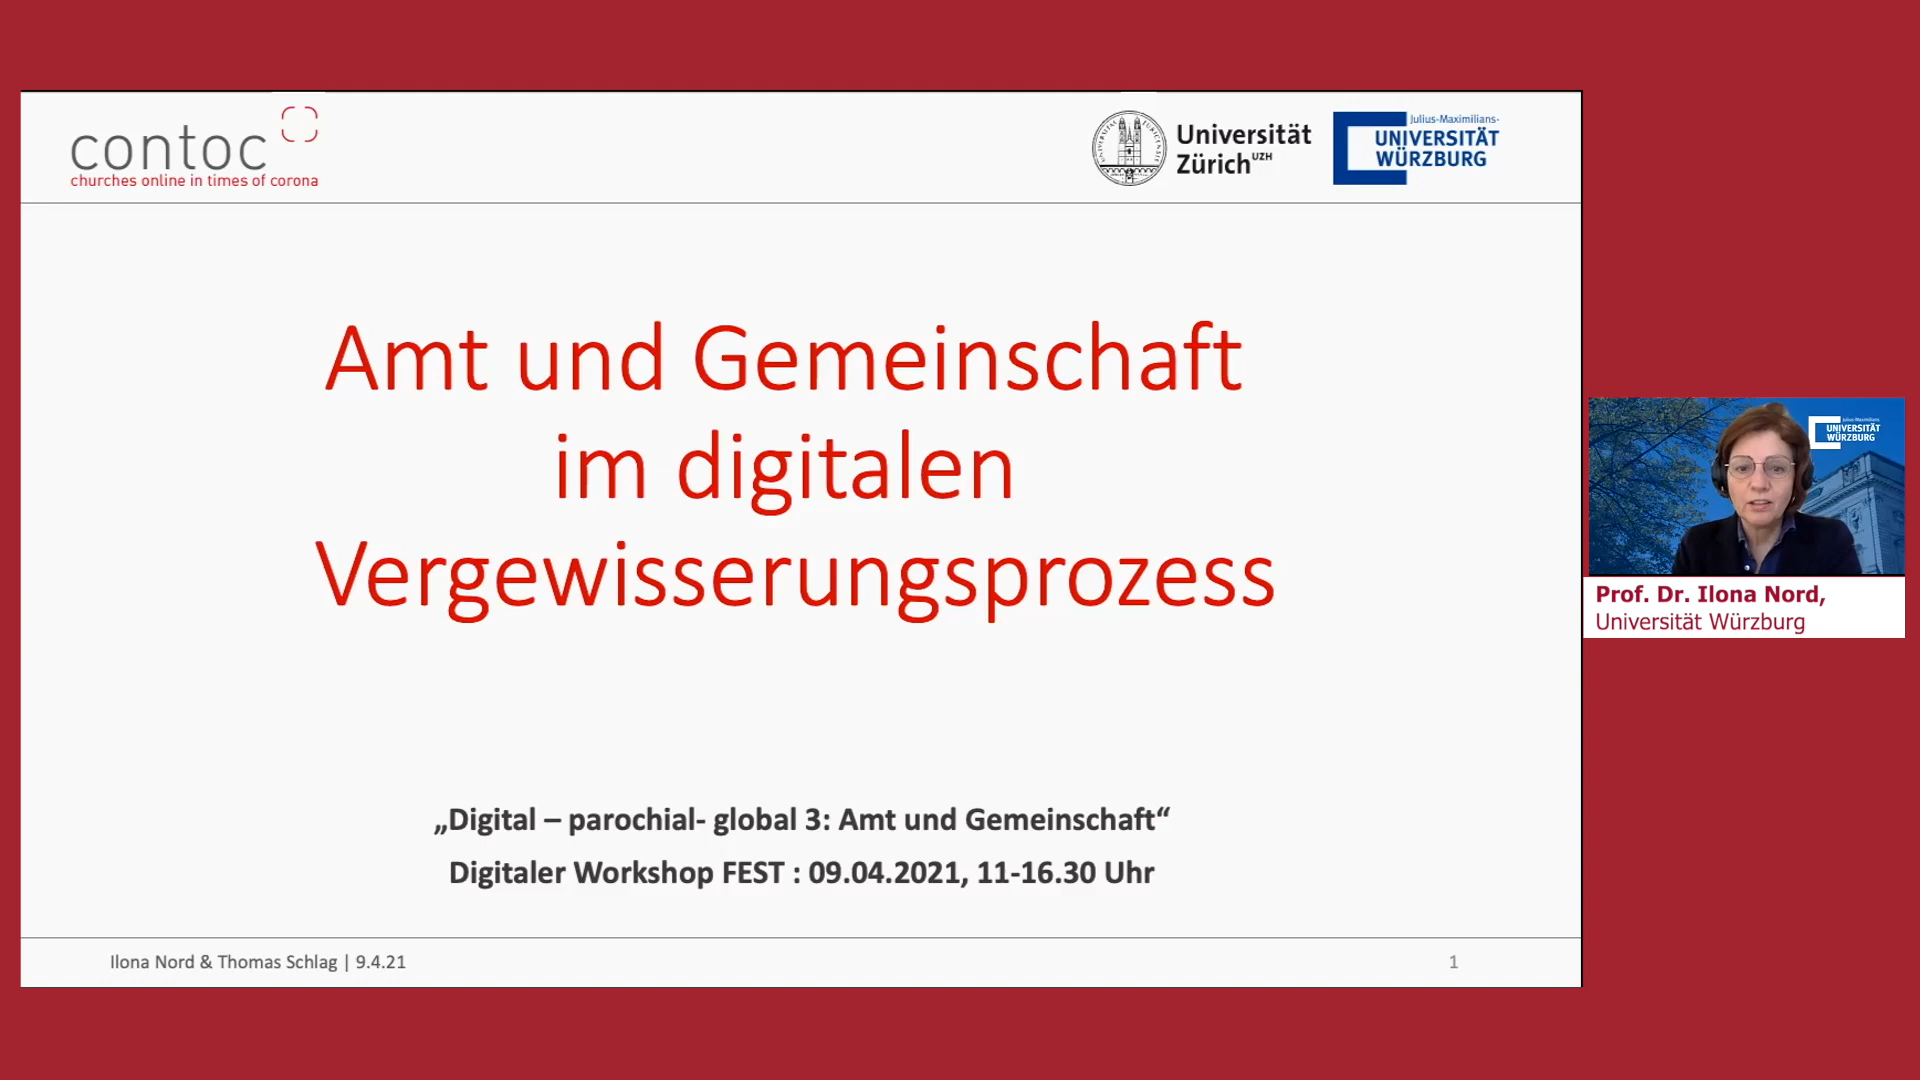 contoc
churches online in times of corona
Universität
Zürich UZH
Julius-Maximilians-
UNIVERSITÄT
WÜRZBURG
Amt und Gemeinschaft
im digitalen
Vergewisserungsprozess
„Digital – parochial- global 3: Amt und Gemeinschaft“
Digitaler Workshop FEST : 09.04.2021, 11-16.30 Uhr
Ilona Nord & Thomas Schlag | 9.4.21
1
Julius-Maximilians-
UNIVERSITÄT
WÜRZBURG
Prof. Dr. Ilona Nord,
Universität Würzburg